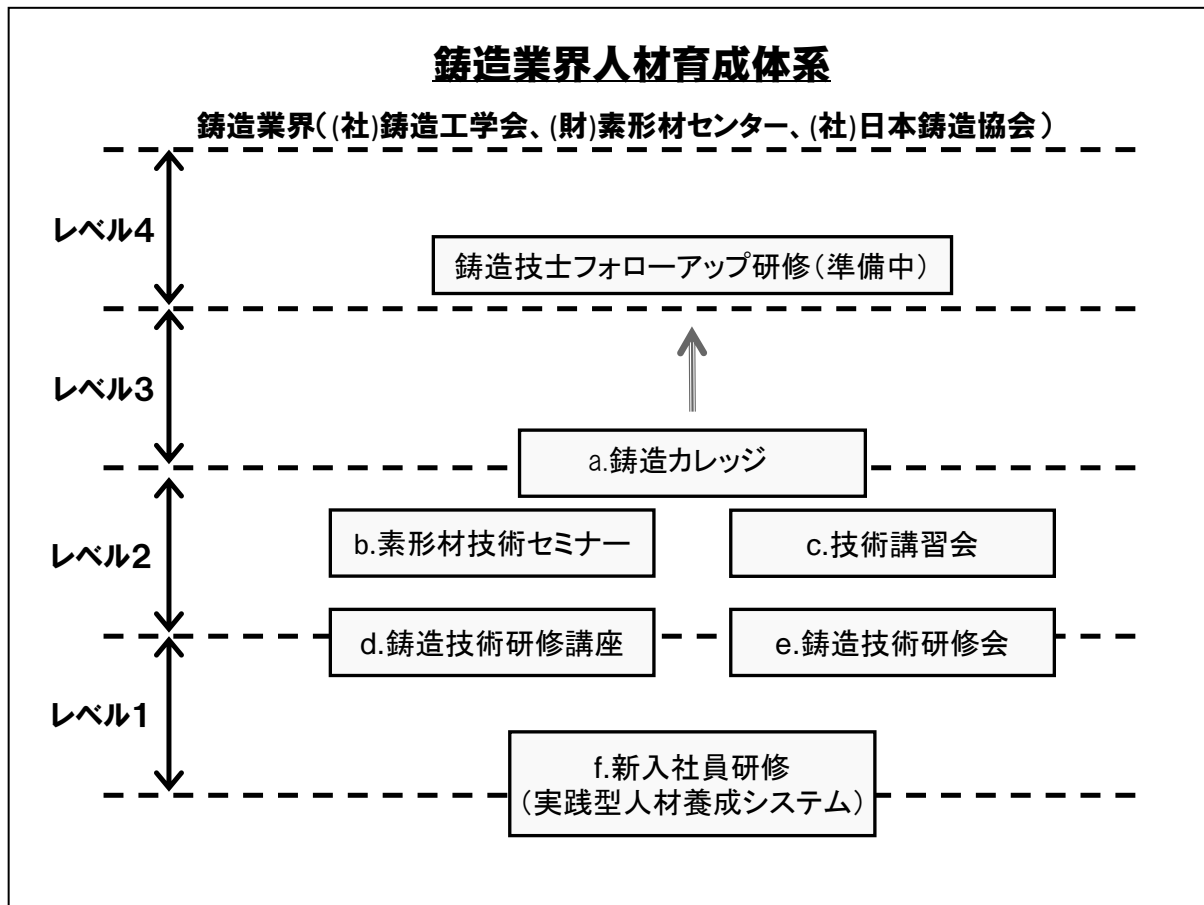 鋳造業界人材育成体系
鋳造業界( (社)鋳造工学会、(財)素形材センター、(社)日本鋳造協会 )
レベル4
鋳造技士フォローアップ研修(準備中)
レベル3
a.鋳造カレッジ
レベル2
b.素形材技術セミナー
c.技術講習会
d.鋳造技術研修講座
e.鋳造技術研修会
レベル1
f.新入社員研修
(実践型人材養成システム)